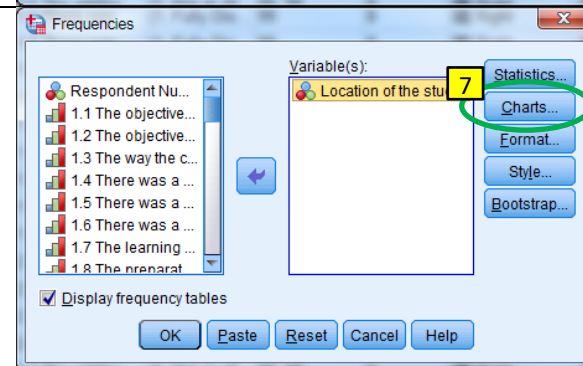 Frequencies
Variable(s):
Respondent Nu...
1.1 The objective...
1.2 The objective...
1.3 The way the c...
1.4 There was a ...
1.5 There was a ...
1.6 There was a ...
1.7 The learning ...
1.8 The preparat
Location of the stu
7
Statistics...
Charts...
Format...
Style...
Bootstrap...
Display frequency tables
OK Paste Reset Cancel Help